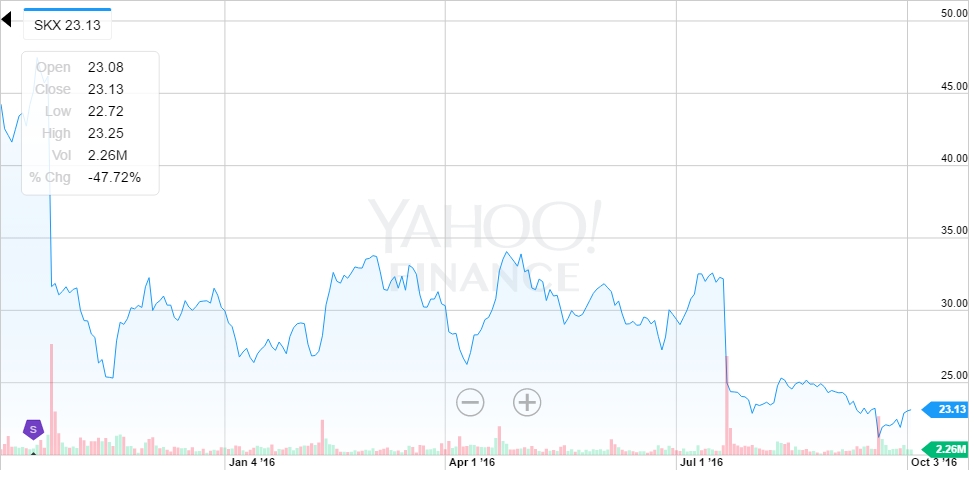 SKX 23.13
Open 23.08
Close 23.13
Low 22.72
High 23.25
Vol 2.26M
% Chg -47.72%
YAHOO!
FINANCE
50.00
45.00
40.00
35.00
30.00
25.00
23.13
2.26M
S
Jan 4 '16
Apr 1 '16
Jul 1 '16
Oct 3 '16